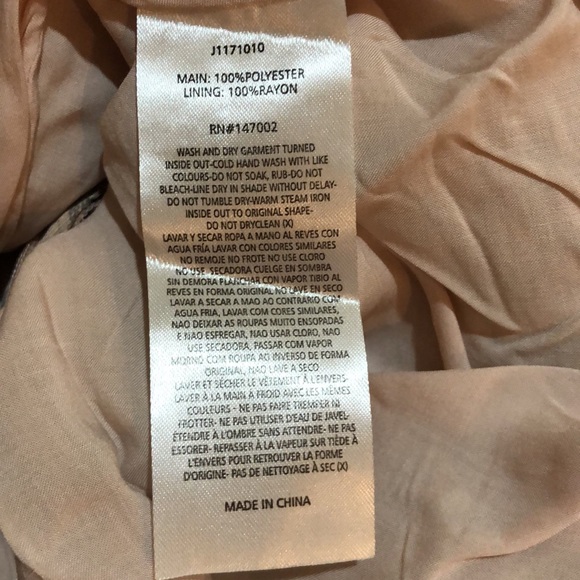 J1171010
MAIN: 100%POLYESTER
LINING: 100%RAYON
RN#147002
WASH AND DRY GARMENT TURNED
INSIDE OUT-COLD HAND WASH WITH LIKE
COLOURS-DO NOT SOAK, RUB-DO NOT
BLEACH-LINE DRY IN SHADE WITHOUT DELAY-
DO NOT TUMBLE DRY-WARM STEAM IRON
INSIDE OUT TO ORIGINAL SHAPE-
DO NOT DRYCLEAN (X)
LAVAR Y SECAR ROPA A MANO AL REVES CON
AGUA FRIA LAVAR CON COLORES SIMILARES
NO REMOJE NO FROTE NO USE CLORO
NO USE SECADORA CUELGE EN SOMBRA
SIN DEMORA PLANCHAR CON VAPOR TIBIO AL
REVES EN FORMA ORIGINAL NO LAVE EN SECO
LAVAR A SECAR A MAO AO CONTRARIO COM
AGUA FRIA, LAVAR COM CORES SIMILARES,
NAO DEIXAR AS ROUPAS MUITO ENSOPADAS
E NAO ESFREGAR, NAO USAR CLORO, NAO
USE SECADORA, PASSAR COM VAPOR
MORNO COM ROUPA AO INVERSO DE FORMA
ORIGINAL, NAO LAVE A SECO
LAVER ET SÉCHER LE VÊTEMENT À L'ENVERS-
LAVER À LA MAIN À FROID AVEC LES MÊMES
COULEURS - NE PAS FAIRE TREMPER NI
FROTTER- NE PAS UTILISER D'EAU DE JAVEL-
ÉTENDRE À L'OMBRE SANS ATTENDRE- NE PAS
ESSORER- REPASSER À LA VAPEUR SUR TIÈDE À
L'ENVERS POUR RETROUVER LA FORME
D'ORIGINE- PAS DE NETTOYAGE À SEC (X)
MADE IN CHINA